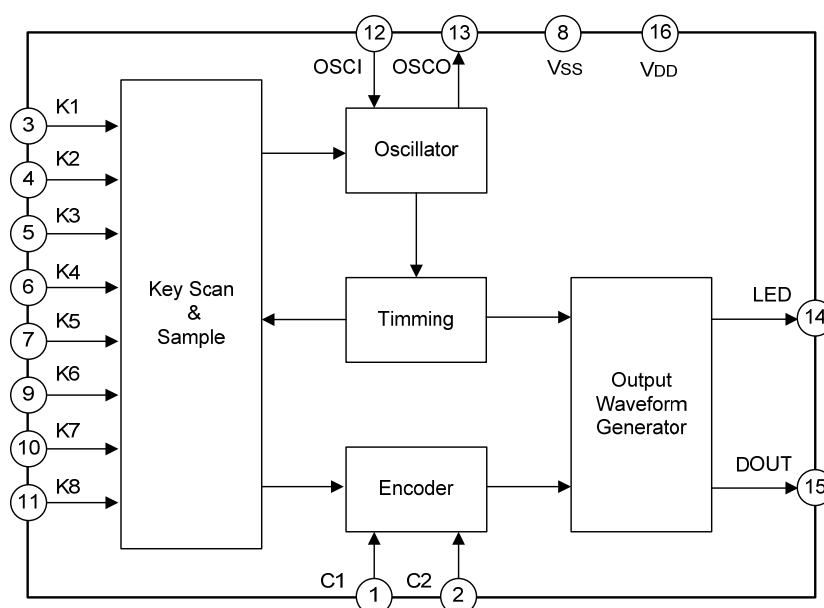 12
13
8
16
OSCI
OSCO
VSS
VDD
3
K1
4
K2
5
K3
6
K4
7
K5
9
K6
10
K7
11
K8
Key Scan
&
Sample
Oscillator
Timming
Encoder
Output
Waveform
Generator
LED
14
DOUT
15
C1
1
C2
2